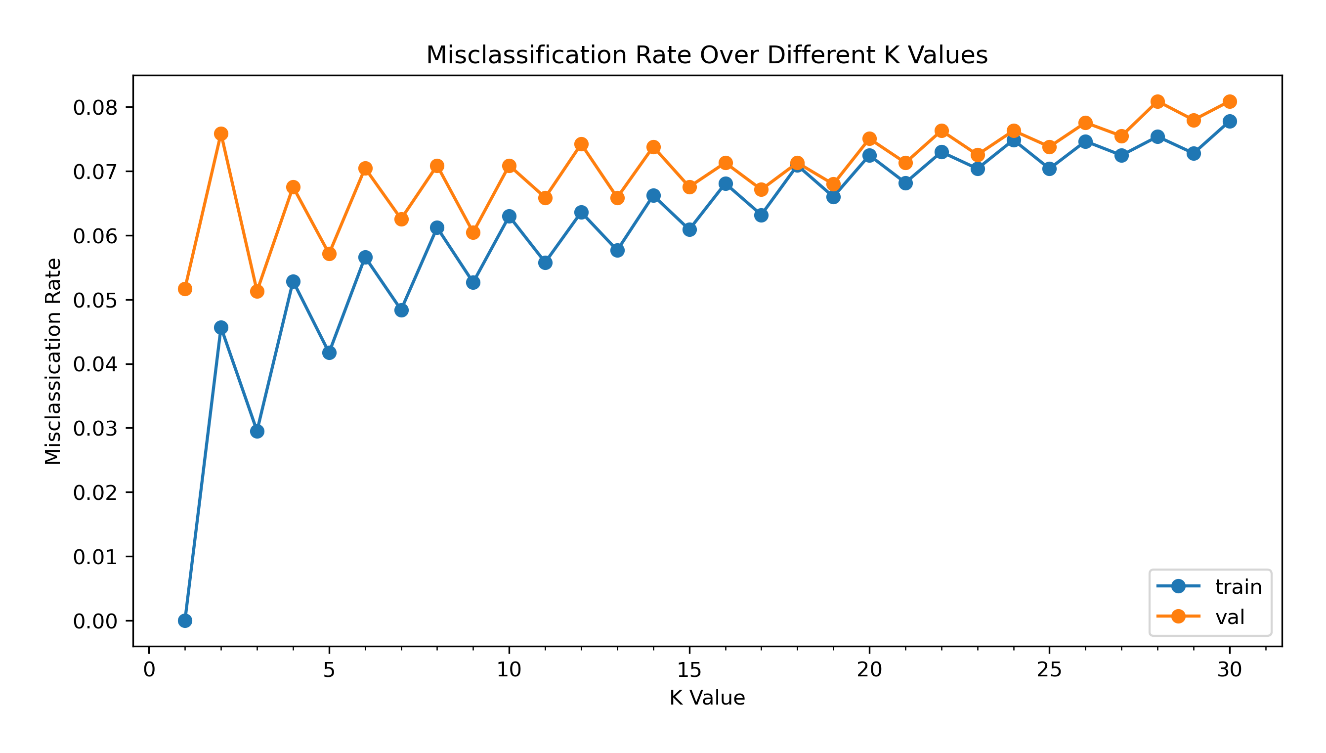 Misclassification Rate Over Different K Values
Misclassication Rate
0.08
0.07
0.06
0.05
0.04
0.03
0.02
0.01
0.00
0 5 10 15 20 25 30
K Value
train
val